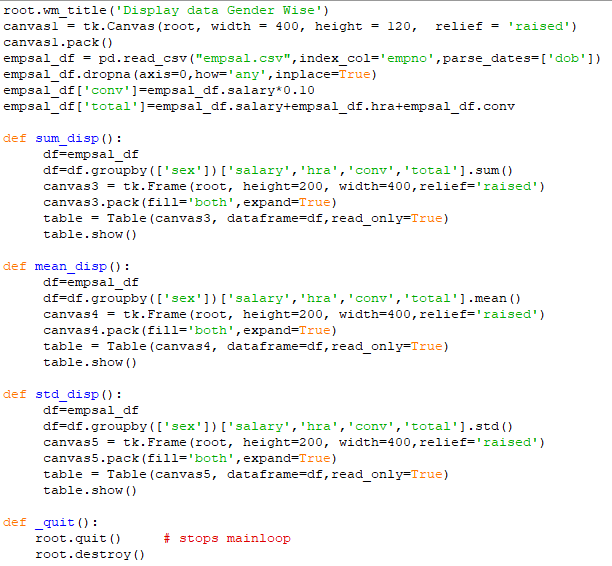 root.wm_title('Display data Gender Wise')
canvas1 = tk.Canvas(root, width = 400, height = 120,  relief = 'raised')
canvas1.pack()
empsal_df = pd.read_csv("empsal.csv",index_col='empno',parse_dates=['dob'])
empsal_df.dropna(axis=0,how='any',inplace=True)
empsal_df['conv']=empsal_df.salary*0.10
empsal_df['total']=empsal_df.salary+empsal_df.hra+empsal_df.conv

def sum_disp():
     df=empsal_df
     df=df.groupby(['sex'])['salary','hra','conv','total'].sum()
     canvas3 = tk.Frame(root, height=200, width=400,relief='raised')
     canvas3.pack(fill='both',expand=True)
     table = Table(canvas3, dataframe=df,read_only=True)
     table.show()

def mean_disp():
     df=empsal_df
     df=df.groupby(['sex'])['salary','hra','conv','total'].mean()
     canvas4 = tk.Frame(root, height=200, width=400,relief='raised')
     canvas4.pack(fill='both',expand=True)
     table = Table(canvas4, dataframe=df,read_only=True)
     table.show()

def std_disp():
     df=empsal_df
     df=df.groupby(['sex'])['salary','hra','conv','total'].std()
     canvas5 = tk.Frame(root, height=200, width=400,relief='raised')
     canvas5.pack(fill='both',expand=True)
     table = Table(canvas5, dataframe=df,read_only=True)
     table.show()

def _quit():
    root.quit()     # stops mainloop
    root.destroy()